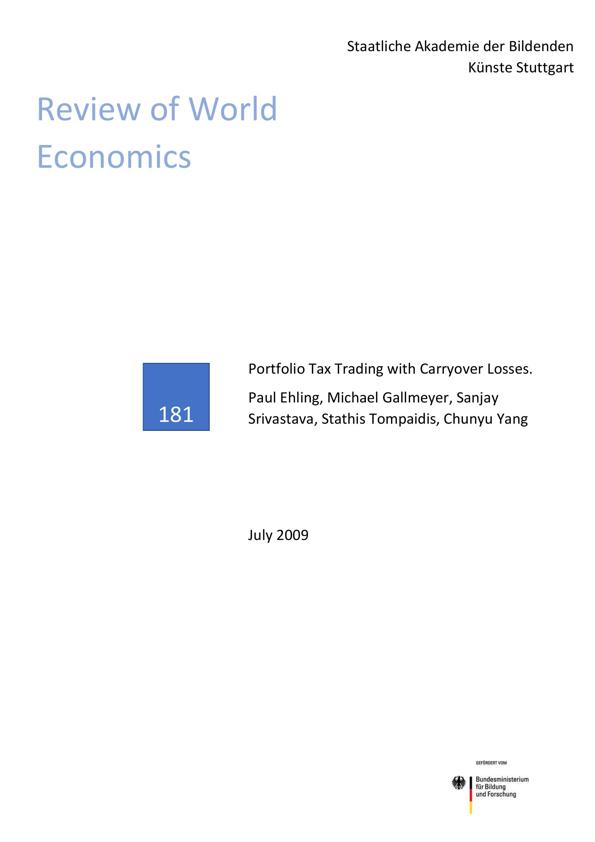 Staatliche Akademie der Bildenden
Künste Stuttgart
Review of World
Economics
181
Portfolio Tax Trading with Carryover Losses.
Paul Ehling, Michael Gallmeyer, Sanjay
Srivastava, Stathis Tompaidis, Chunyu Yang
July 2009
GEFÖRDERT VOM
Bundesministerium
für Bildung
und Forschung